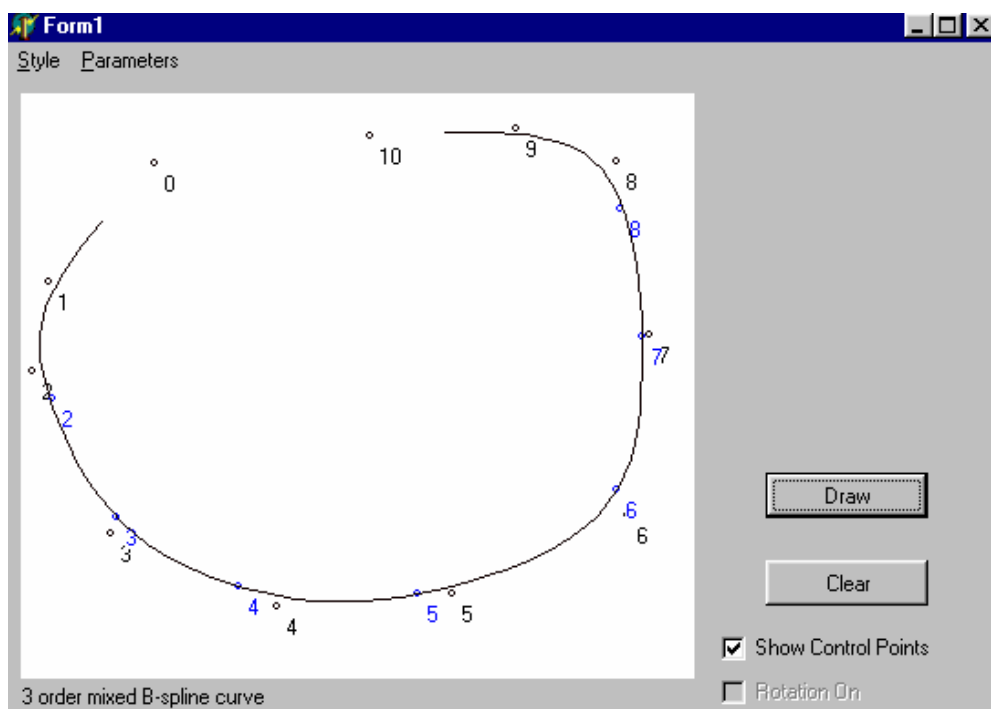 Form1
Style Parameters
0
10
9
8
8
1
7
7
2
2
6
6
3
3
4
4
5
5
Draw
Clear
Show Control Points
Rotation On
3 order mixed B-spline curve